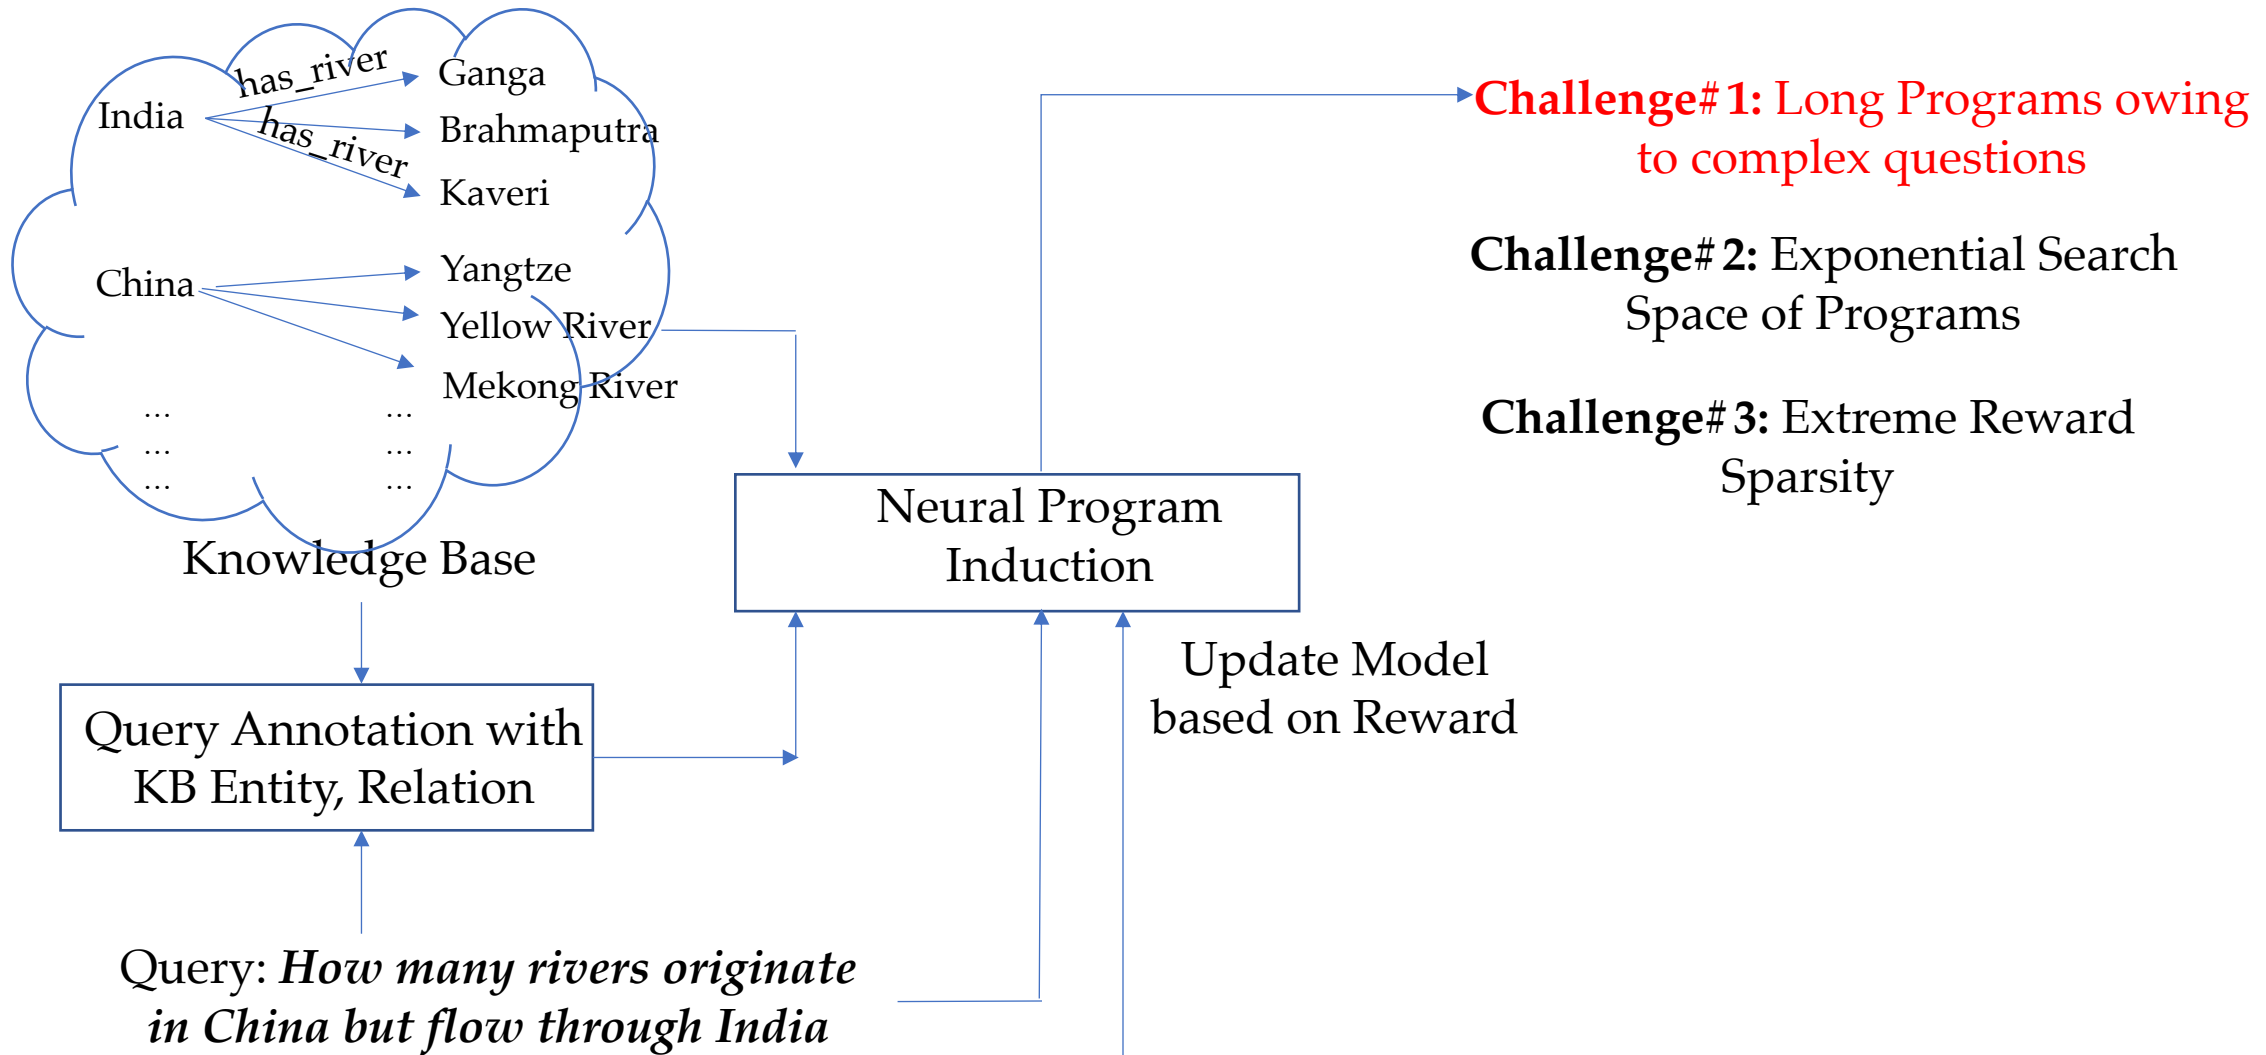 has_river
Ganga
India
has_river
Brahmaputra
Kaveri
China
Yangtze
Yellow River
Mekong River
... ...
... ...
... ...
Knowledge Base
Query Annotation with
KB Entity, Relation
Query: How many rivers originate
in China but flow through India
Neural Program
Induction
Update Model
based on Reward
Challenge#1: Long Programs owing
to complex questions
Challenge#2: Exponential Search
Space of Programs
Challenge#3: Extreme Reward
Sparsity